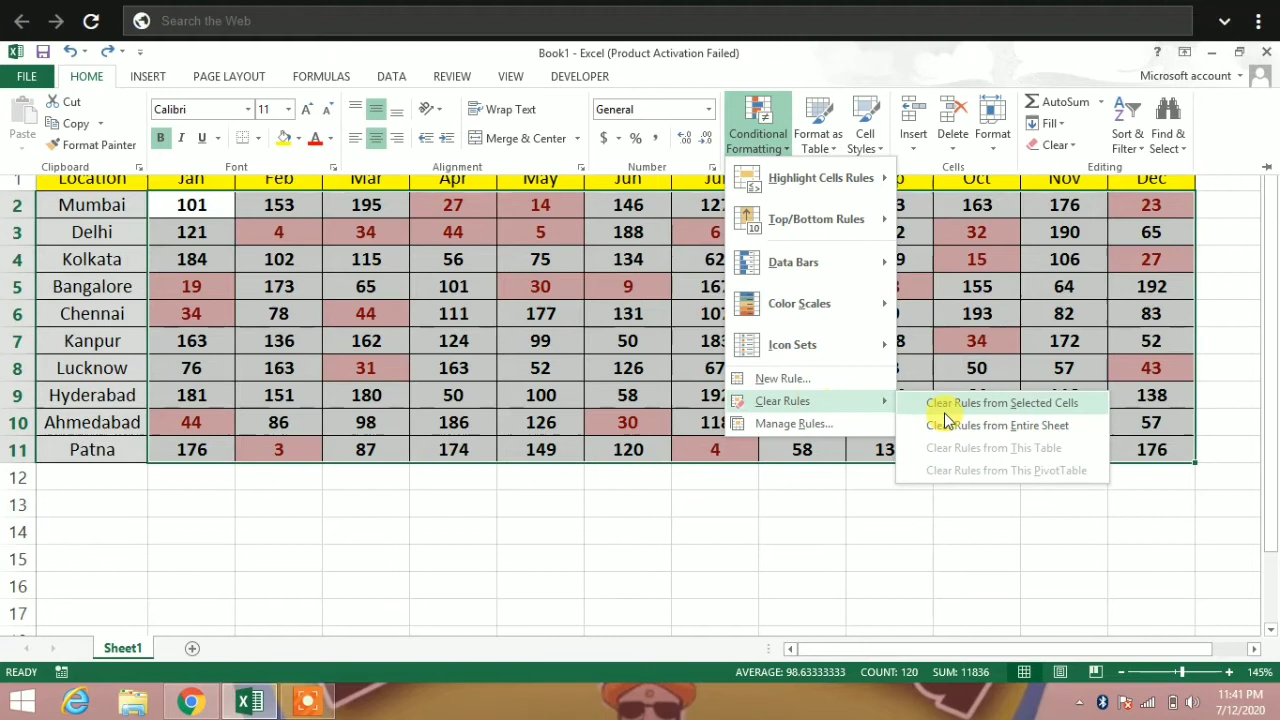 Search the Web
Book1 - Excel (Product Activation Failed)
FILE HOME INSERT PAGE LAYOUT FORMULAS DATA REVIEW VIEW DEVELOPER Microsoft account
Paste
Cut
Copy
Format Painter
Clipboard
Calibri 11
B I U
Font
Wrap Text
Merge & Center
Alignment
General
$ % ,
Number
Conditional Formatting
Format as Table
Cell Styles
Insert
Delete
Format
Cells
AutoSum
Fill
Clear
Sort & Filter
Find & Select
Editing
1 Location Jan Feb Mar Apr May Jun Oct Nov Dec
2 Mumbai 101 153 195 27 14 146 163 176 23
3 Delhi 121 4 34 44 5 188 6 32 190 65
4 Kolkata 184 102 115 56 75 134 62 15 106 27
5 Bangalore 19 173 65 101 30 9 155 64 192
6 Chennai 34 78 44 111 177 131 193 82 83
7 Kanpur 163 136 162 124 99 50 34 172 52
8 Lucknow 76 163 31 163 52 126 67 50 57 43
9 Hyderabad 181 151 180 50 100 58 138
10 Ahmedabad 44 86 98 186 126 30 57
11 Patna 176 3 87 174 149 120 4 58 176
12
13
14
15
16
17
Highlight Cells Rules
Top/Bottom Rules
Data Bars
Color Scales
Icon Sets
New Rule...
Clear Rules
Manage Rules...
Clear Rules from Selected Cells
Clear Rules from Entire Sheet
Clear Rules from This Table
Clear Rules from This PivotTable
Sheet1
READY AVERAGE: 98.63333333 COUNT: 120 SUM: 11836 145%
11:41 PM
7/12/2020